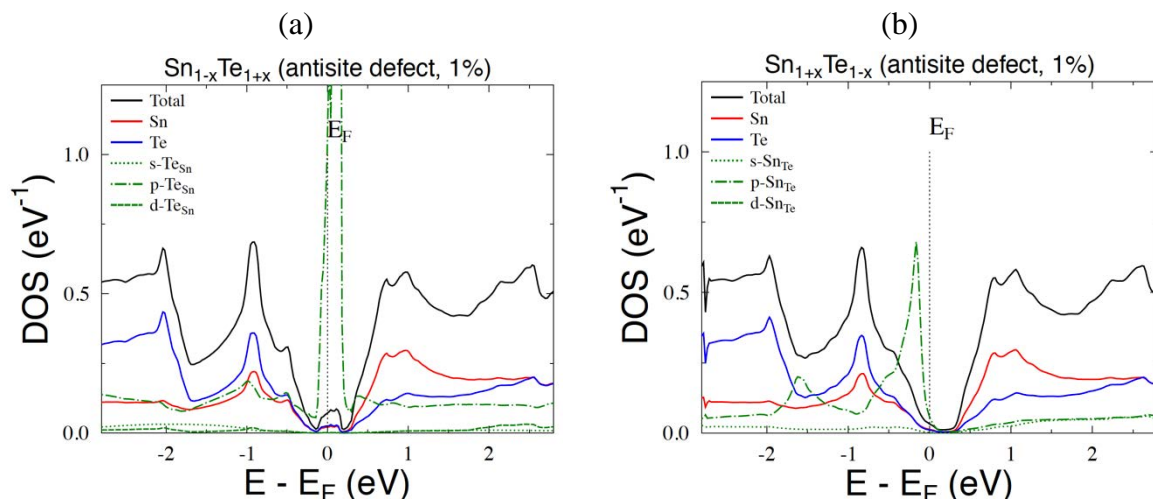 (a)
Sn1-xTe1+x (antisite defect, 1%)
Total
Sn
Te
s-TeSn
p-TeSn
d-TeSn
EF
DOS (eV-1)
1.0
0.5
0.0
-2
-1
0
1
2
E - EF (eV)
(b)
Sn1+xTe1-x (antisite defect, 1%)
Total
Sn
Te
s-SnTe
p-SnTe
d-SnTe
EF
DOS (eV-1)
1.0
0.5
0.0
-2
-1
0
1
2
E - EF (eV)